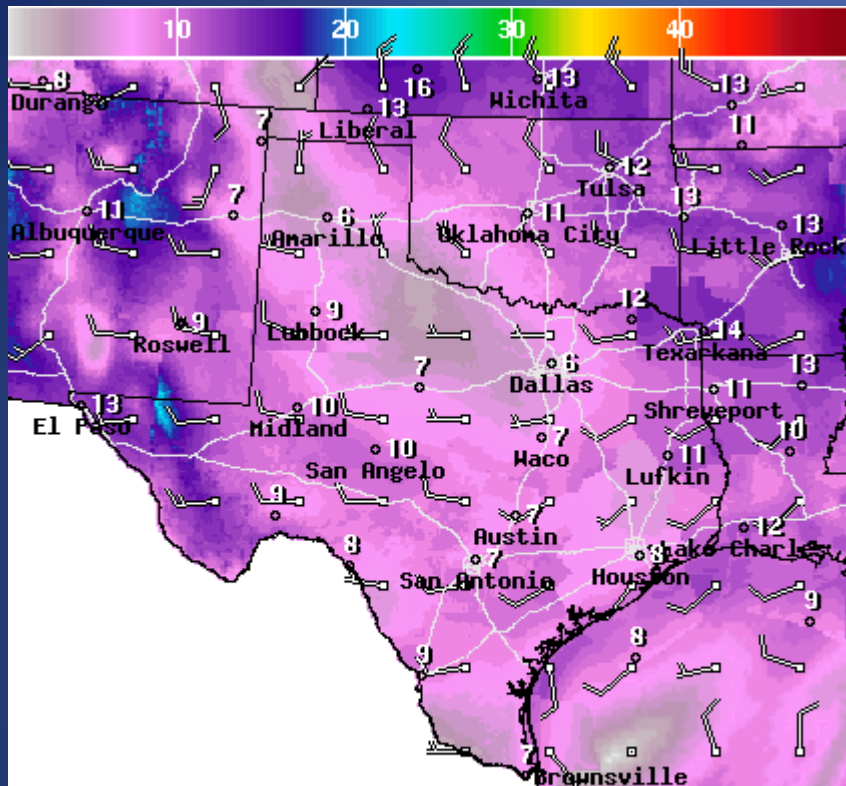 10 20 30 40
8 16 13 13
Durango Wichita
7 13 11
Liberal
12
Tulsa
11 7 6 11 13 13
Albuquerque Amarillo Oklahoma City Little Rock
9 9 12 14
Roswell Lubbock Texarkana
7 6 13
Dallas
13 10 11
El Paso Midland Shreveport
10 7 11 10
San Angelo Waco Lufkin
9 7 12
Austin
8 7 8 Lake Charles
San Antonio Houston
9
9 8
7
Brownsville